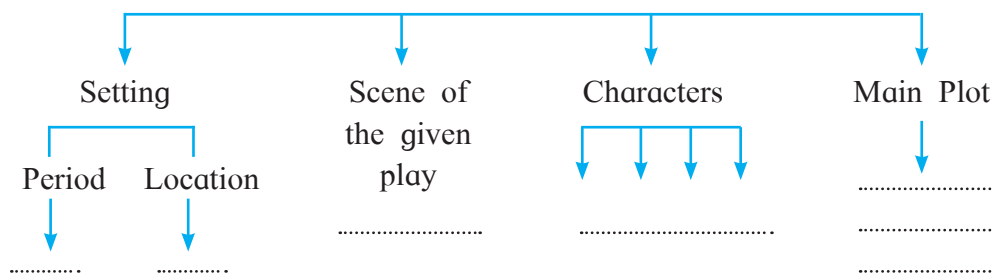 Setting
Scene of
the given
play
Characters
Main Plot
Period
Location
.............
.............
.............................
.......................................
...........................
...........................
...........................